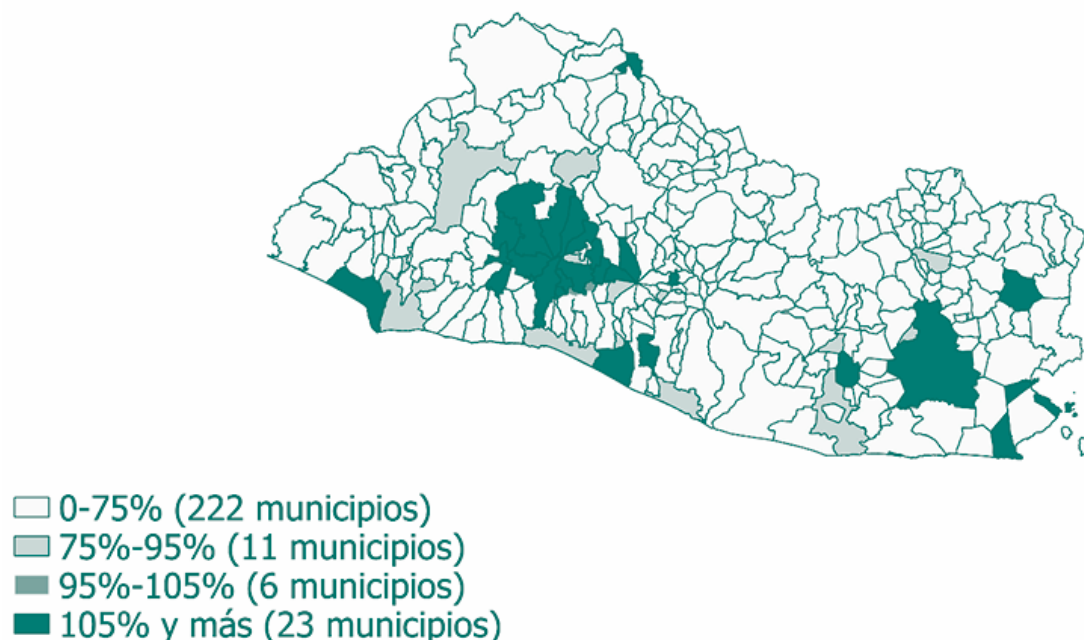 0-75% (222 municipios)
75%-95% (11 municipios)
95%-105% (6 municipios)
105% y más (23 municipios)